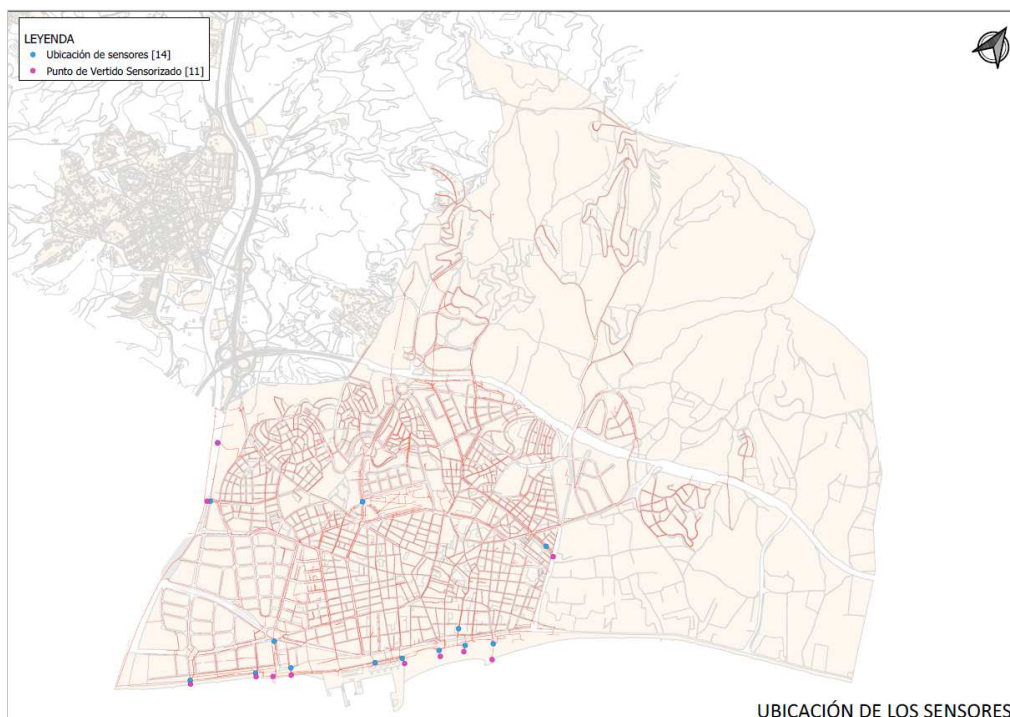 LEYENDA
Ubicación de sensores [14]
Punto de Vertido Sensorizado [11]
UBICACIÓN DE LOS SENSORES